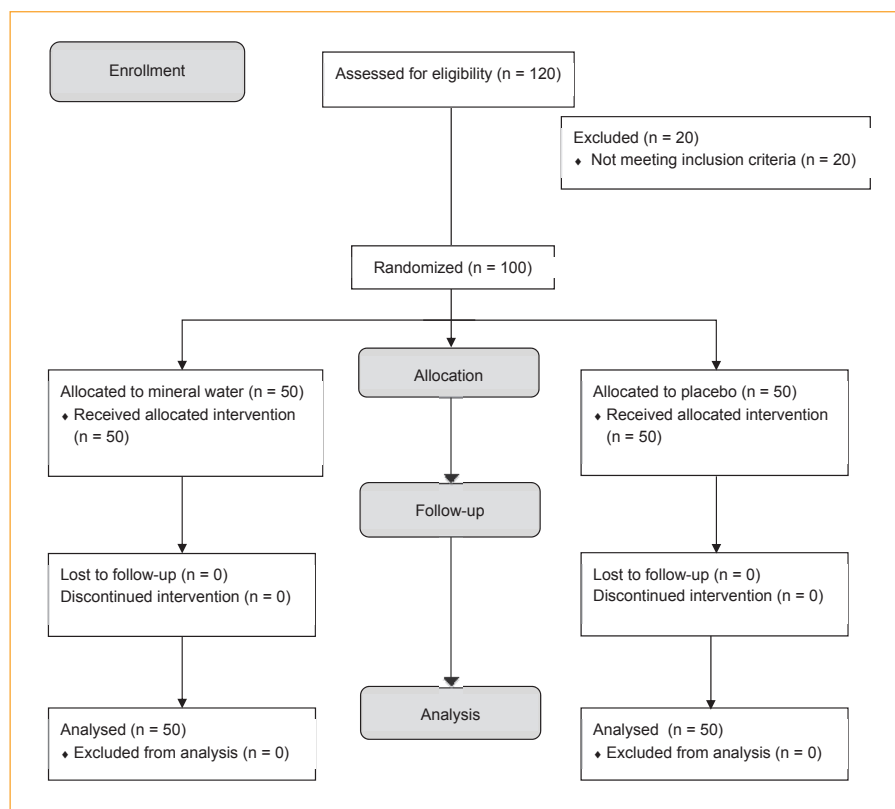 Enrollment
Assessed for eligibility (n = 120)
Excluded (n = 20)
♦ Not meeting inclusion criteria (n = 20)
Randomized (n = 100)
Allocation
Allocated to mineral water (n = 50)
♦ Received allocated intervention
(n = 50)
Allocated to placebo (n = 50)
♦ Received allocated intervention
(n = 50)
Follow-up
Lost to follow-up (n = 0)
Discontinued intervention (n = 0)
Lost to follow-up (n = 0)
Discontinued intervention (n = 0)
Analysis
Analysed (n = 50)
♦ Excluded from analysis (n = 0)
Analysed (n = 50)
♦ Excluded from analysis (n = 0)